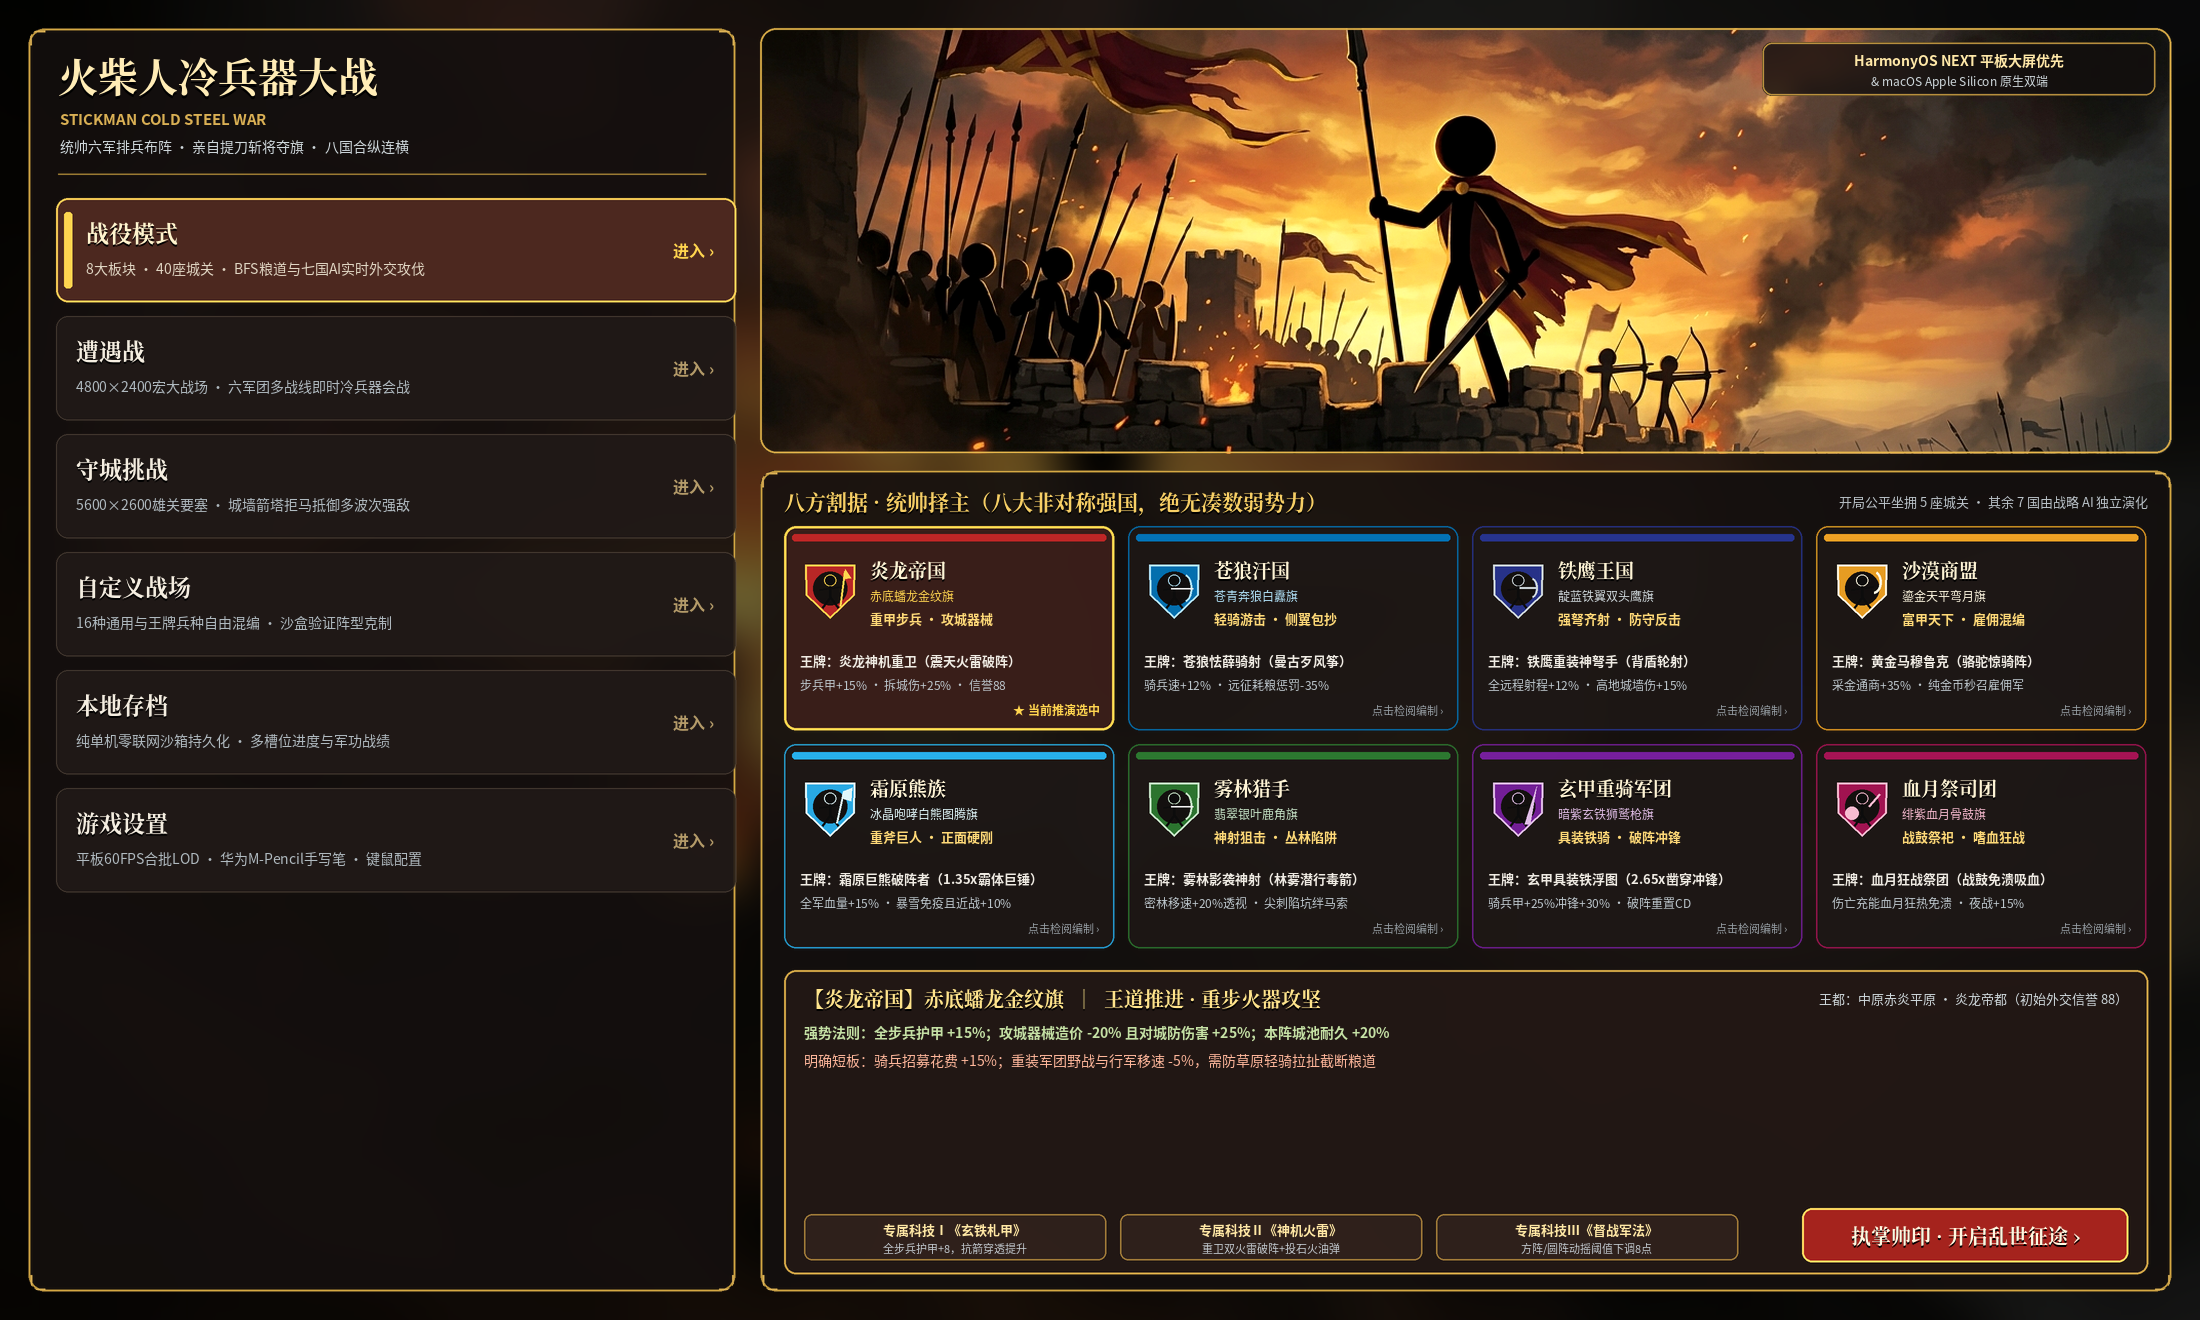 火柴人冷兵器大战
STICKMAN COLD STEEL WAR
统帅六军排兵布阵 · 亲自提刀斩将夺旗 · 八国合纵连横
战役模式
8大板块 · 40座城关 · BFS粮道与七国AI实时外交攻伐
进入 ›
遭遇战
4800×2400宏大战场 · 六军团多战线即时冷兵器会战
进入 ›
守城挑战
5600×2600雄关要塞 · 城墙箭塔拒马抵御多波次强敌
进入 ›
自定义战场
16种通用与王牌兵种自由混编 · 沙盒验证阵型克制
进入 ›
本地存档
纯单机零联网沙箱持久化 · 多槽位进度与军功战绩
进入 ›
游戏设置
平板60FPS合批LOD · 华为M-Pencil手写笔 · 键鼠配置
进入 ›
HarmonyOS NEXT 平板大屏优先
& macOS Apple Silicon 原生双端
八方割据 · 统帅择主（八大非对称强国，绝无凑数弱势力）
开局公平坐拥 5 座城关 · 其余 7 国由战略 AI 独立演化
炎龙帝国
赤底蟠龙金纹旗
重甲步兵 · 攻城器械
王牌：炎龙神机重卫（震天火雷破阵）
步兵甲+15% · 拆城伤+25% · 信誉88
★ 当前推演选中
苍狼汗国
苍青奔狼白纛旗
轻骑游击 · 侧翼包抄
王牌：苍狼怯薛骑射（曼古歹风筝）
骑兵速+12% · 远征耗粮惩罚-35%
点击检阅编制 ›
铁鹰王国
靛蓝铁翼双头鹰旗
强弩齐射 · 防守反击
王牌：铁鹰重装神弩手（背盾轮射）
全远程射程+12% · 高地城墙伤+15%
点击检阅编制 ›
沙漠商盟
鎏金天平弯月旗
富甲天下 · 雇佣混编
王牌：黄金马穆鲁克（骆驼惊骑阵）
采金通商+35% · 纯金币秒召雇佣军
点击检阅编制 ›
霜原熊族
冰晶咆哮白熊图腾旗
重斧巨人 · 正面硬刚
王牌：霜原巨熊破阵者（1.35x霸体巨锤）
全军血量+15% · 暴雪免疫且近战+10%
点击检阅编制 ›
雾林猎手
翡翠银叶鹿角旗
神射狙击 · 丛林陷阱
王牌：雾林影袭神射（林雾潜行毒箭）
密林移速+20%透视 · 尖刺陷坑绊马索
点击检阅编制 ›
玄甲重骑军团
暗紫玄铁狮鹫枪旗
具装铁骑 · 破阵冲锋
王牌：玄甲具装铁浮图（2.65x凿穿冲锋）
骑兵甲+25%冲锋+30% · 破阵重置CD
点击检阅编制 ›
血月祭司团
绯紫血月骨鼓旗
战鼓祭祀 · 嗜血狂战
王牌：血月狂战祭团（战鼓免溃吸血）
伤亡充能血月狂热免溃 · 夜战+15%
点击检阅编制 ›
【炎龙帝国】赤底蟠龙金纹旗 ｜ 王道推进 · 重步火器攻坚
王都：中原赤炎平原 · 炎龙帝都（初始外交信誉 88）
强势法则：全步兵护甲 +15%；攻城器械造价 -20% 且对城防伤害 +25%；本阵城池耐久 +20%
明确短板：骑兵招募花费 +15%；重装军团野战与行军移速 -5%，需防草原轻骑拉扯截断粮道
专属科技Ⅰ《玄铁札甲》
全步兵护甲+8，抗箭穿透提升
专属科技Ⅱ《神机火雷》
重卫双火雷破阵+投石火油弹
专属科技Ⅲ《督战军法》
方阵/圆阵动摇阈值下调8点
执掌帅印 · 开启乱世征途 ›